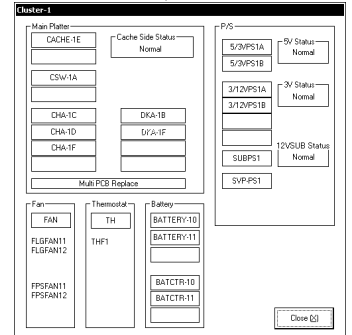 Cluster-1
Main Platter
CACHE-1E
Cache Side Status
Normal
CSW-1A
CHA-1C
DKA-1B
CHA-1D
DKA-1F
CHA-1F
Multi PCB Replace
P/S
5/3VPS1A
5/3VPS1B
5V Status
Normal
3/12VPS1A
3/12VPS1B
3V Status
Normal
12VSUB Status
Normal
SUBPS1
SVP-PS1
Fan
FAN
FLGFAN11
FLGFAN12
FPSFAN11
FPSFAN12
Thermostat
TH
THF1
Battery
BATTERY-10
BATTERY-11
BATCTR-10
BATCTR-11
Close (X)